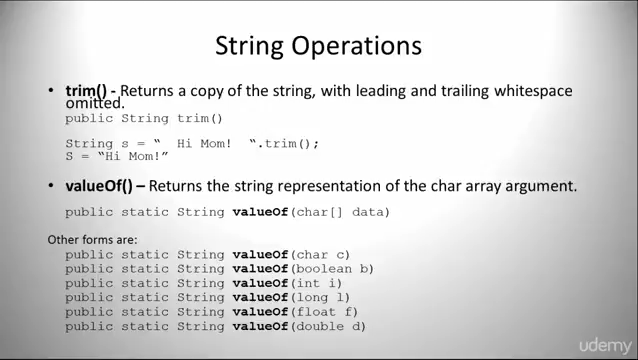 String Operations
• trim() - Returns a copy of the string, with leading and trailing whitespace
omitted.
public String trim()
String s = “  Hi Mom!  “.trim();
S = “Hi Mom!”
• valueOf() – Returns the string representation of the char array argument.
public static String valueOf(char[] data)
Other forms are:
public static String valueOf(char c)
public static String valueOf(boolean b)
public static String valueOf(int i)
public static String valueOf(long l)
public static String valueOf(float f)
public static String valueOf(double d)
udemy